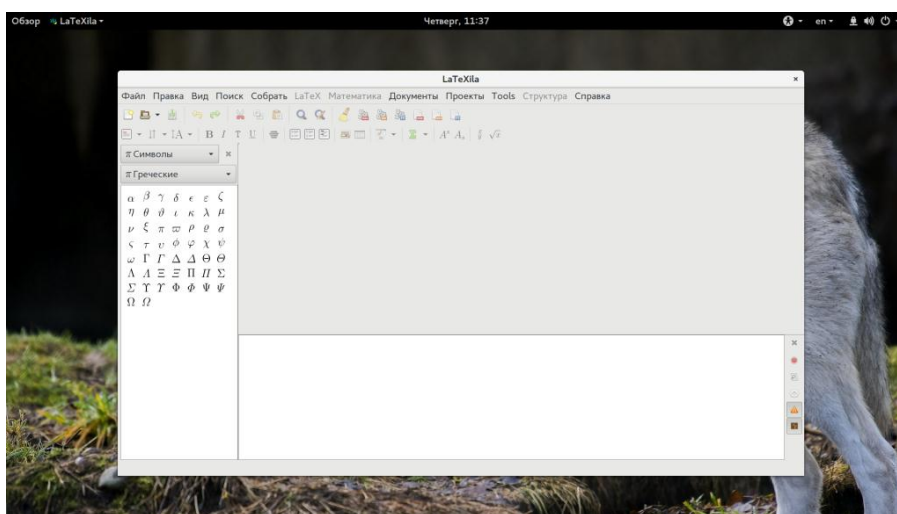 Обзор LaTeXila Четверг, 11:37 en
LaTeXila
Файл Правка Вид Поиск Собрать LaTeX Математика Документы Проекты Tools Структура Справка
B I T U
π Символы
π Греческие
α β γ δ ϵ ε ζ
η θ ϑ ι κ λ μ
ν ξ π ϖ ρ ϱ σ
ς τ υ ϕ φ χ ψ
ω Γ Γ Δ Δ Θ Θ
Λ Λ Ξ Ξ Π Π Σ
Σ Υ Υ Φ Φ Ψ Ψ
Ω Ω